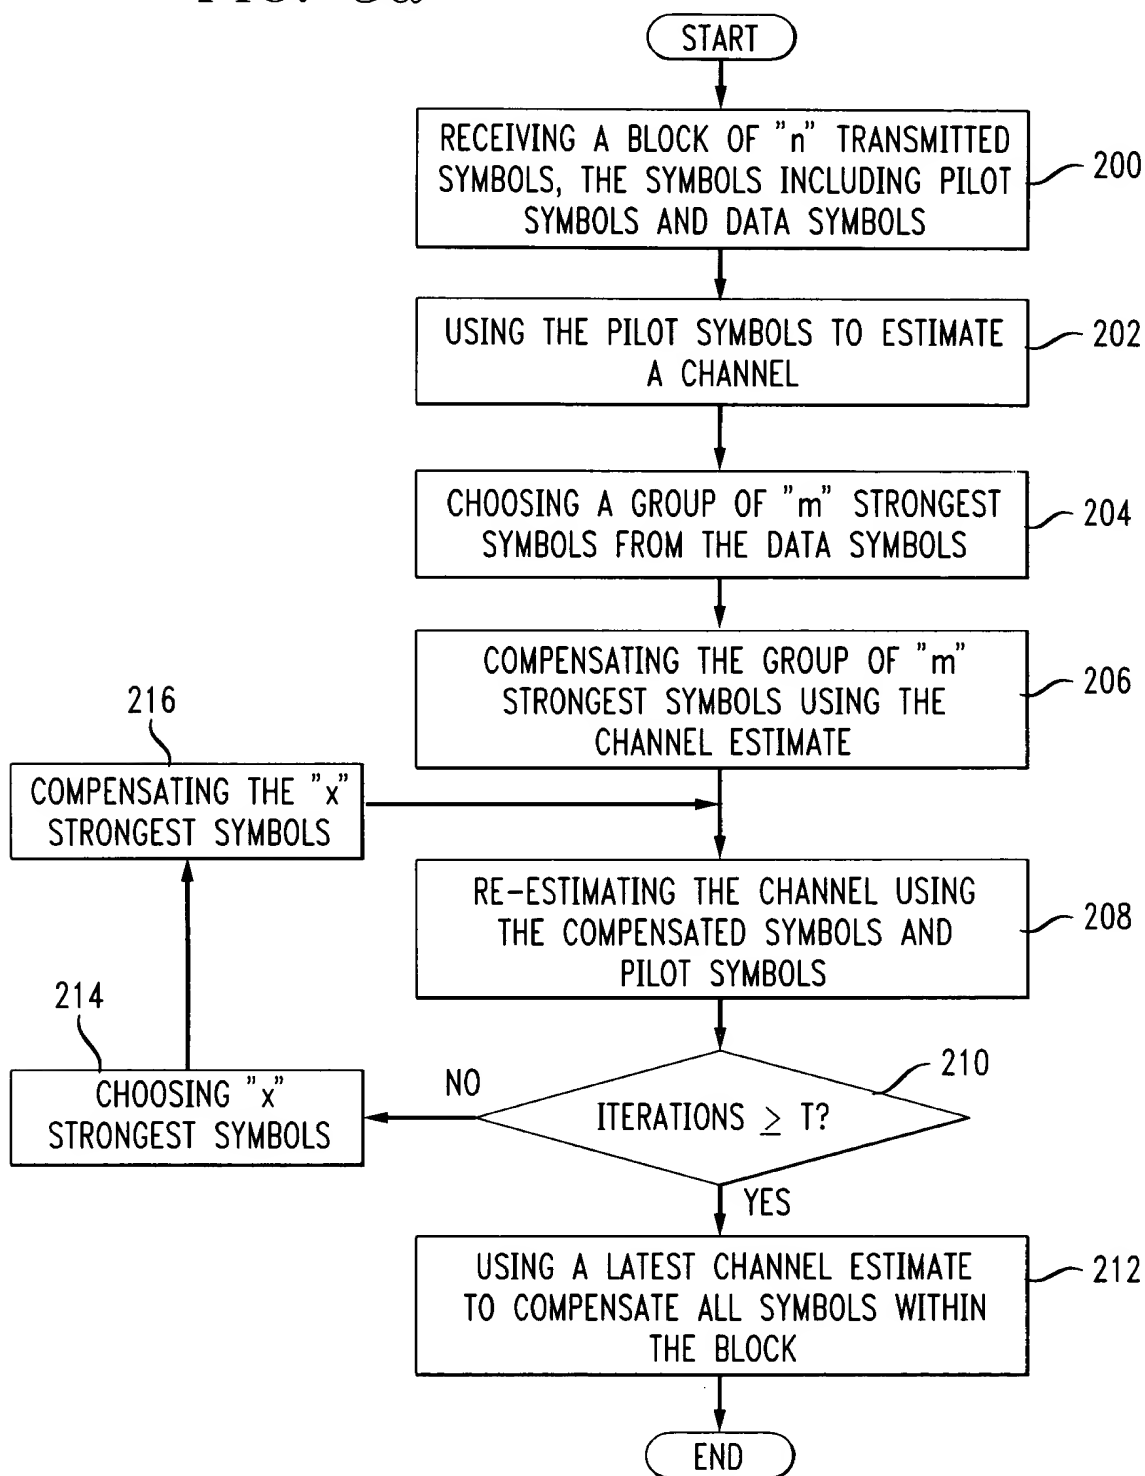 START
RECEIVING A BLOCK OF "n" TRANSMITTED
SYMBOLS, THE SYMBOLS INCLUDING PILOT
SYMBOLS AND DATA SYMBOLS
200
USING THE PILOT SYMBOLS TO ESTIMATE
A CHANNEL
202
CHOOSING A GROUP OF "m" STRONGEST
SYMBOLS FROM THE DATA SYMBOLS
204
COMPENSATING THE GROUP OF "m"
STRONGEST SYMBOLS USING THE
CHANNEL ESTIMATE
206
216
COMPENSATING THE "x"
STRONGEST SYMBOLS
RE-ESTIMATING THE CHANNEL USING
THE COMPENSATED SYMBOLS AND
PILOT SYMBOLS
208
214
CHOOSING "x"
STRONGEST SYMBOLS
NO
ITERATIONS ≥ T?
210
YES
USING A LATEST CHANNEL ESTIMATE
TO COMPENSATE ALL SYMBOLS WITHIN
THE BLOCK
212
END